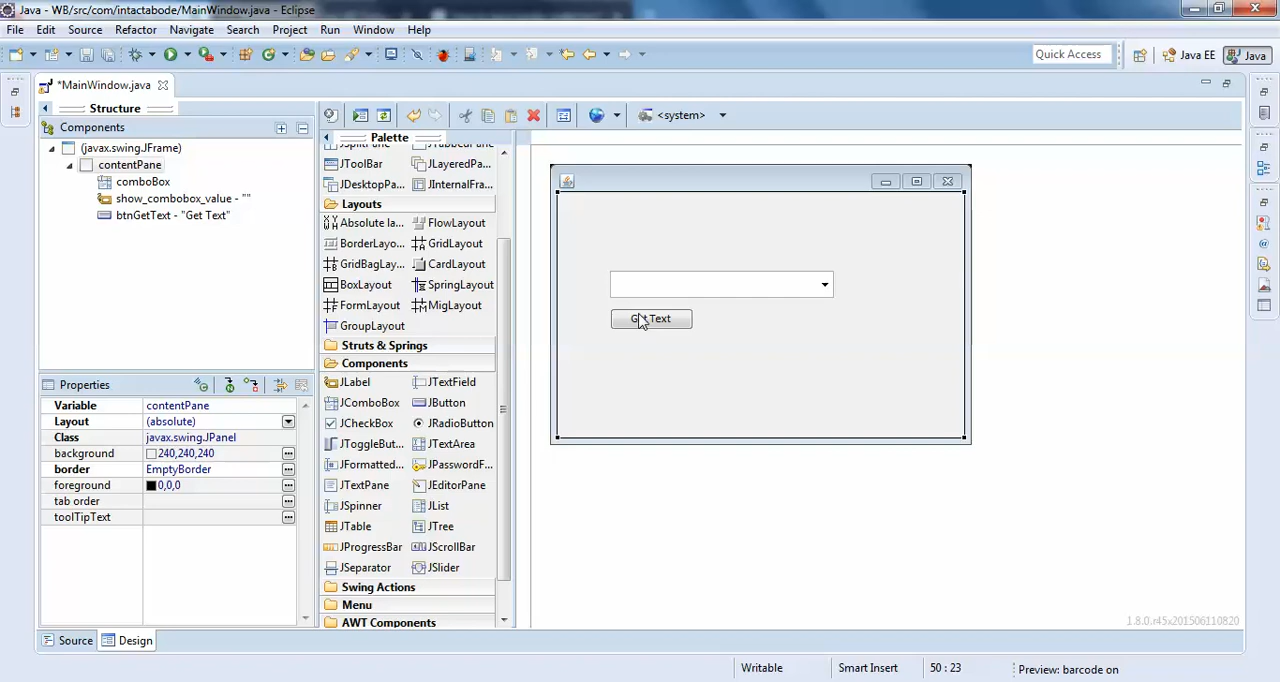 Java - WB/src/com/intactabode/MainWindow.java - Eclipse
File Edit Source Refactor Navigate Search Project Run Window Help
Quick Access Java EE Java
*MainWindow.java
Structure
Components
(javax.swing.JFrame)
contentPane
comboBox
show_combobox_value - ""
btnGetText - "Get Text"
Properties
Variable contentPane
Layout (absolute)
Class javax.swing.JPanel
background 240,240,240
border EmptyBorder
foreground 0,0,0
tab order
toolTipText
Source Design
Palette
<system>
JToolBar JLayeredPa...
JDesktopPa... JInternalFra...
Layouts
Absolute la... FlowLayout
BorderLayo... GridLayout
GridBagLay... CardLayout
BoxLayout SpringLayout
FormLayout MigLayout
GroupLayout
Struts & Springs
Components
JLabel JTextField
JComboBox JButton
JCheckBox JRadioButton
JToggleBut... JTextArea
JFormatted... JPasswordF...
JTextPane JEditorPane
JSpinner JList
JTable JTree
JProgressBar JScrollBar
JSeparator JSlider
Swing Actions
Menu
AWT Components
Text
1.8.0.r45x201506110820
Writable Smart Insert 50 : 23 Preview: barcode on